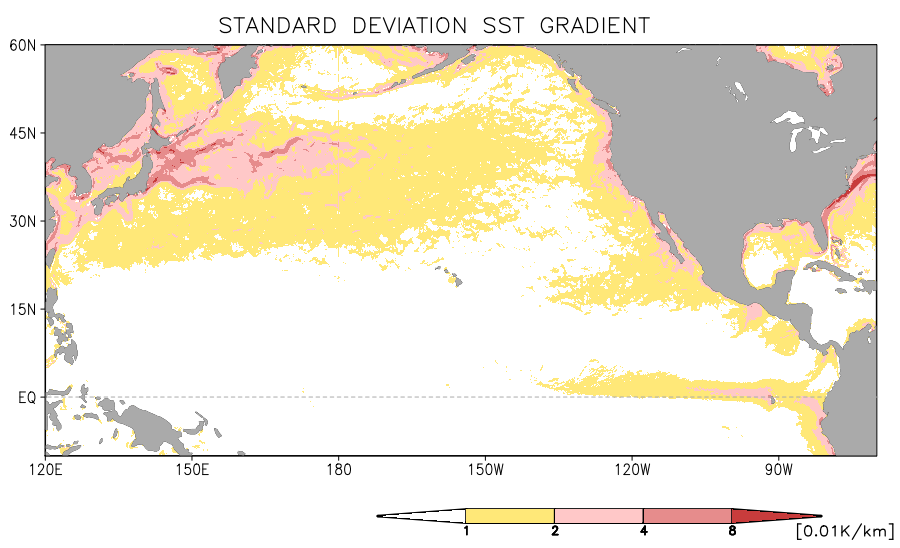 STANDARD DEVIATION SST GRADIENT
60N
45N
30N
15N
EQ
120E 150E 180 150W 120W 90W
1 2 4 8 [0.01K/km]